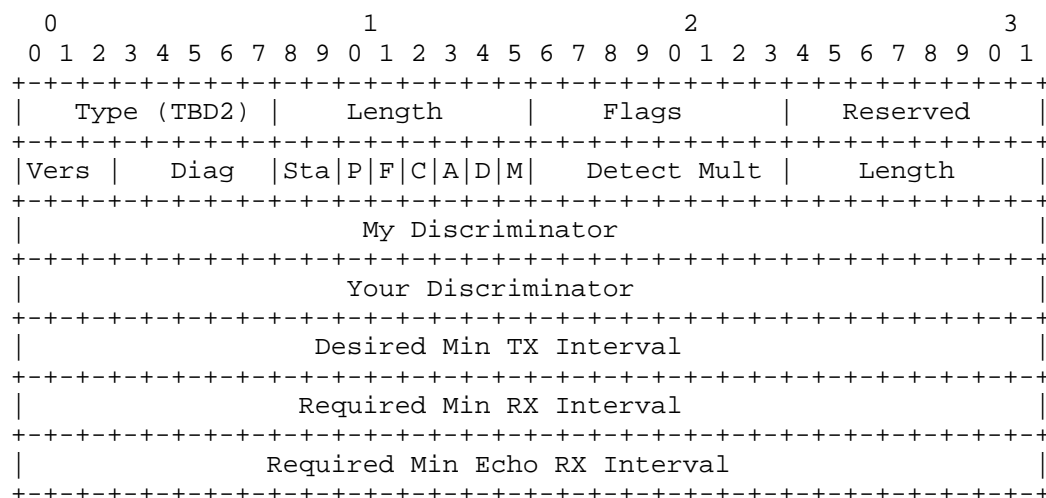 0                   1                   2                   3
 0 1 2 3 4 5 6 7 8 9 0 1 2 3 4 5 6 7 8 9 0 1 2 3 4 5 6 7 8 9 0 1
+-+-+-+-+-+-+-+-+-+-+-+-+-+-+-+-+-+-+-+-+-+-+-+-+-+-+-+-+-+-+-+-+
|   Type (TBD2) |    Length     |    Flags      |   Reserved    |
+-+-+-+-+-+-+-+-+-+-+-+-+-+-+-+-+-+-+-+-+-+-+-+-+-+-+-+-+-+-+-+-+
|Vers |   Diag  |Sta|P|F|C|A|D|M|   Detect Mult |    Length     |
+-+-+-+-+-+-+-+-+-+-+-+-+-+-+-+-+-+-+-+-+-+-+-+-+-+-+-+-+-+-+-+-+
|                     My Discriminator                          |
+-+-+-+-+-+-+-+-+-+-+-+-+-+-+-+-+-+-+-+-+-+-+-+-+-+-+-+-+-+-+-+-+
|                    Your Discriminator                         |
+-+-+-+-+-+-+-+-+-+-+-+-+-+-+-+-+-+-+-+-+-+-+-+-+-+-+-+-+-+-+-+-+
|                  Desired Min TX Interval                      |
+-+-+-+-+-+-+-+-+-+-+-+-+-+-+-+-+-+-+-+-+-+-+-+-+-+-+-+-+-+-+-+-+
|                 Required Min RX Interval                      |
+-+-+-+-+-+-+-+-+-+-+-+-+-+-+-+-+-+-+-+-+-+-+-+-+-+-+-+-+-+-+-+-+
|               Required Min Echo RX Interval                   |
+-+-+-+-+-+-+-+-+-+-+-+-+-+-+-+-+-+-+-+-+-+-+-+-+-+-+-+-+-+-+-+-+